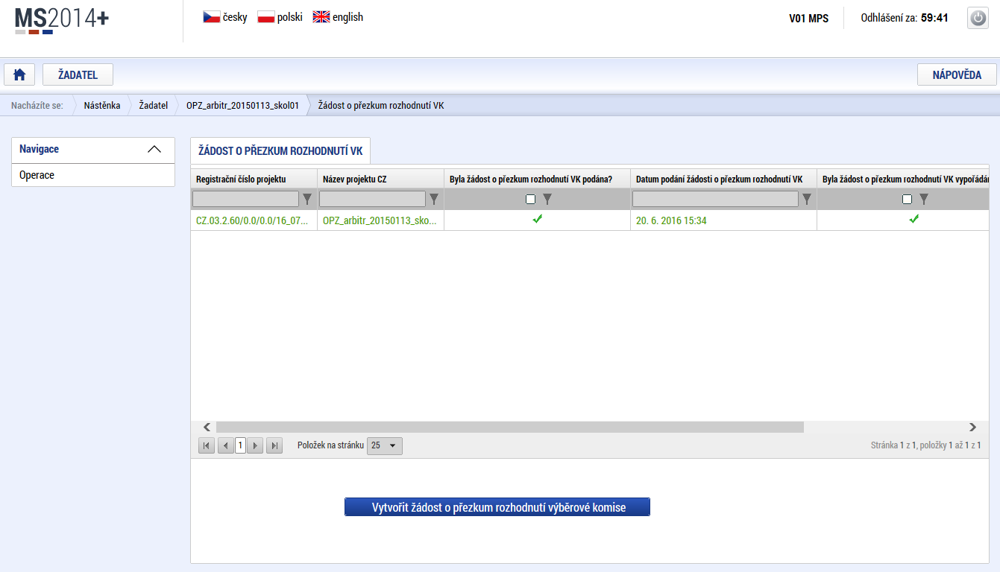 MS2014+
česky polski english
V01 MPS
Odhlášení za: 59:41
ŽADATEL
NÁPOVĚDA
Nacházíte se: Nástěnka Žadatel OPZ_arbitr_20150113_skol01 Žádost o přezkum rozhodnutí VK
Navigace
Operace
ŽÁDOST O PŘEZKUM ROZHODNUTÍ VK
Registrační číslo projektu Název projektu CZ Byla žádost o přezkum rozhodnutí VK podána? Datum podání žádosti o přezkum rozhodnutí VK Byla žádost o přezkum rozhodnutí VK vypořádán
CZ.03.2.60/0.0/0.0/16_07... OPZ_arbitr_20150113_sko... 20. 6. 2016 15:34
1 Položek na stránku 25 Stránka 1 z 1, položky 1 až 1 z 1
Vytvořit žádost o přezkum rozhodnutí výběrové komise